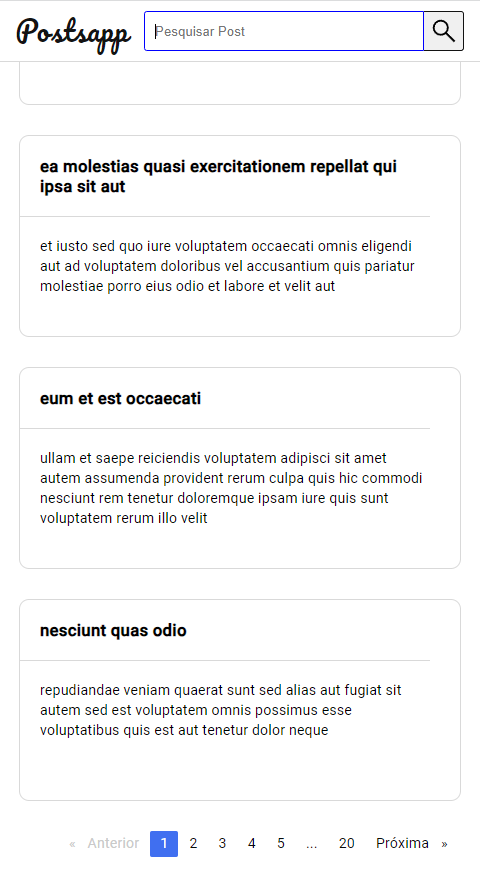 Postsapp
Pesquisar Post
ea molestias quasi exercitationem repellat qui
ipsa sit aut
et iusto sed quo iure voluptatem occaecati omnis eligendi
aut ad voluptatem doloribus vel accusantium quis pariatur
molestiae porro eius odio et labore et velit aut
eum et est occaecati
ullam et saepe reiciendis voluptatem adipisci sit amet
autem assumenda provident rerum culpa quis hic commodi
nesciunt rem tenetur doloremque ipsam iure quis sunt
voluptatem rerum illo velit
nesciunt quas odio
repudiandae veniam quaerat sunt sed alias aut fugiat sit
autem sed est voluptatem omnis possimus esse
voluptatibus quis est aut tenetur dolor neque
« Anterior 1 2 3 4 5 ... 20 Próxima »